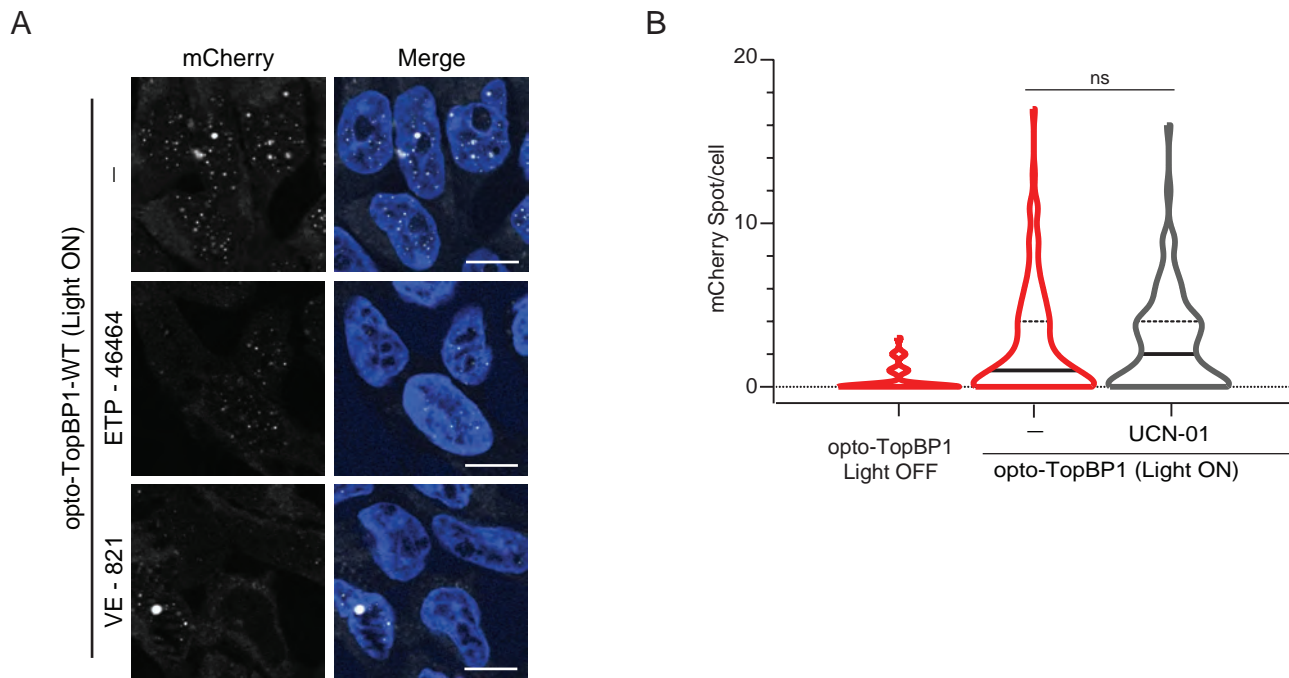 A
mCherry
Merge
opto-TopBP1-WT (Light ON)
–
ETP - 46464
VE - 821
B
mCherry Spot/cell
20
10
0
ns
opto-TopBP1
Light OFF
–
UCN-01
opto-TopBP1 (Light ON)